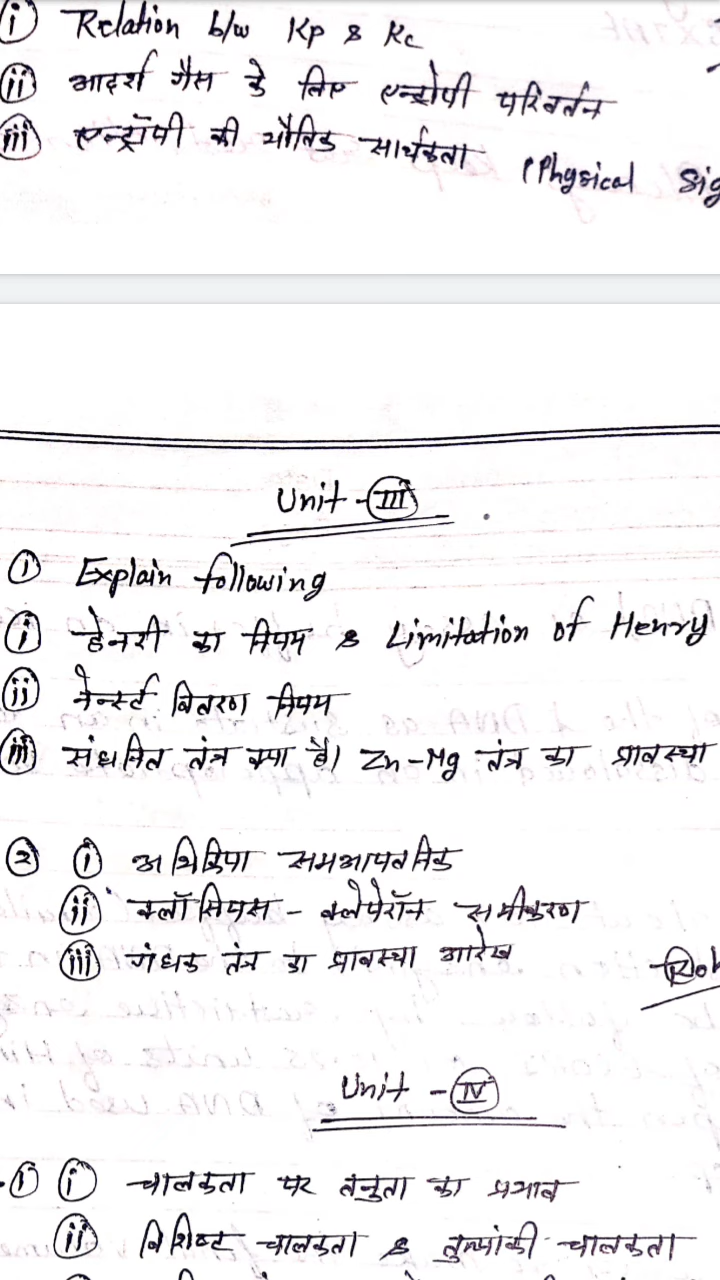 (i) Relation b/w Kp & Kc
(ii) आदर्श गैस के लिए एन्ट्रोपी परिवर्तन
(iii) एन्ट्रॉपी की भौतिक सार्थकता (Physical Sig
Unit - (III)
(1) Explain following
(i) हेनरी का नियम & Limitation of Henry
(ii) नेर्न्स्ट वितरण नियम
(iii) संघनित तंत्र क्या है। Zn-Mg तंत्र का प्रावस्था
(2) (i) अभिक्रिया समआयतनिक
(ii) क्लॉसियस - क्लेपेरॉन समीकरण
(iii) गंधक तंत्र का प्रावस्था आरेख
Unit - (IV)
(1) (i) चालकता पर तनुता का प्रभाव
(ii) विशिष्ट चालकता & तुल्यांकी चालकता